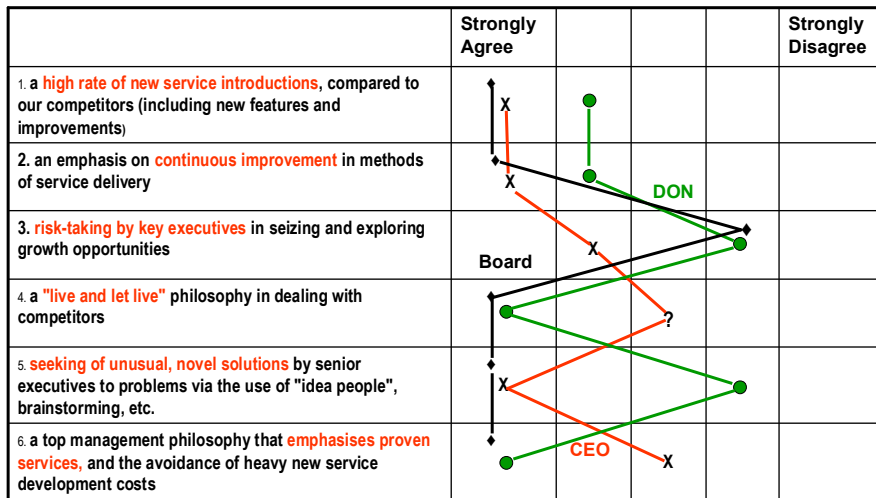 Strongly Agree
Strongly Disagree
1. a high rate of new service introductions, compared to
our competitors (including new features and
improvements)
X
2. an emphasis on continuous improvement in methods
of service delivery
X
DON
3. risk-taking by key executives in seizing and exploring
growth opportunities
X
Board
4. a "live and let live" philosophy in dealing with
competitors
?
5. seeking of unusual, novel solutions by senior
executives to problems via the use of "idea people",
brainstorming, etc.
X
6. a top management philosophy that emphasises proven
services, and the avoidance of heavy new service
development costs
CEO
X